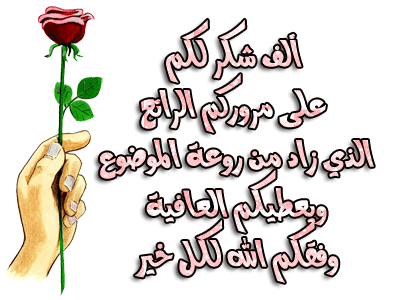 ألف شكر لكم
على مروركم الرائع
الذي زاد من روعة الموضوع
ويعطيكم العافية
وفقكم الله لكل خير